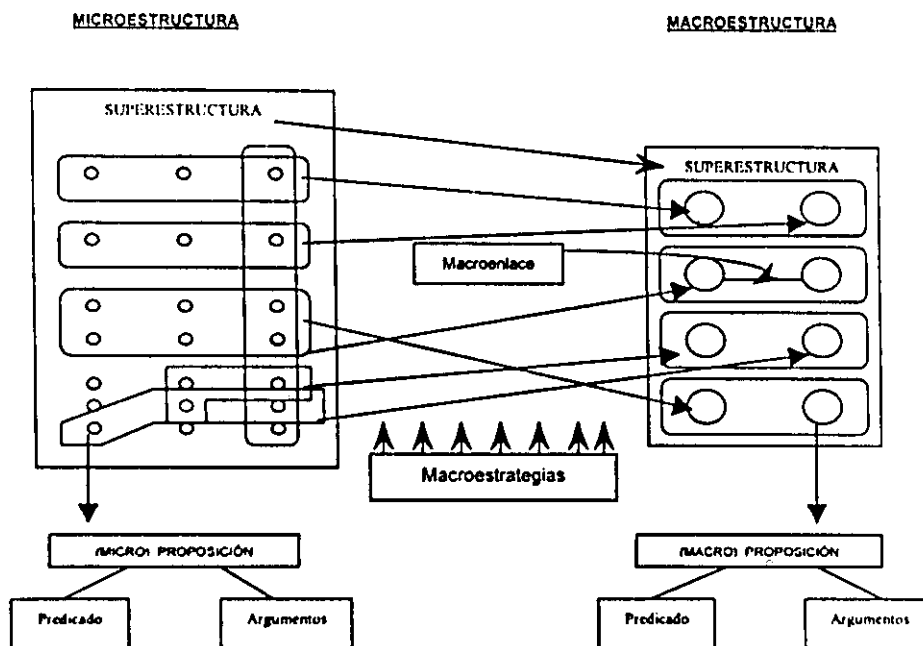 MICROESTRUCTURA
MACROESTRUCTURA
SUPERESTRUCTURA
SUPERESTRUCTURA
Macroenlace
Macroestrategias
(MICRO) PROPOSICIÓN
(MACRO) PROPOSICIÓN
Predicado
Argumentos
Predicado
Argumentos